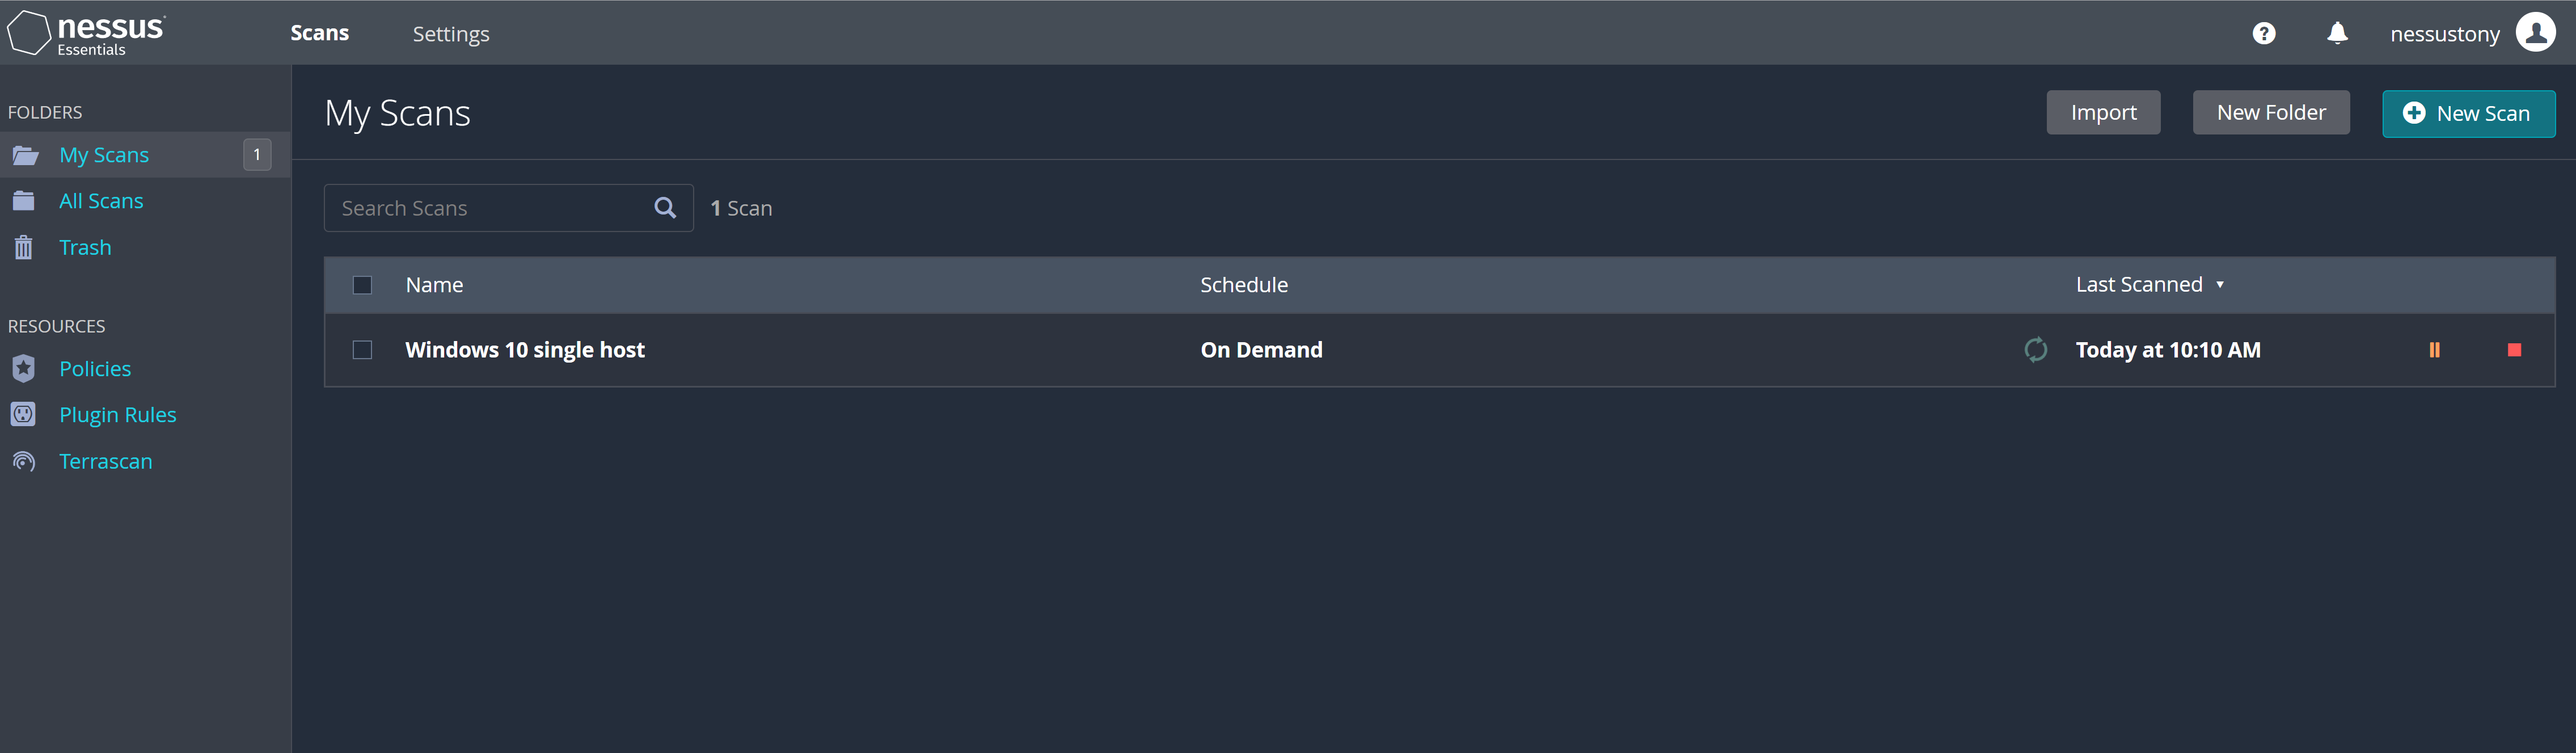 nessus
Essentials
Scans
Settings
nessustony
FOLDERS
My Scans
1
All Scans
Trash
RESOURCES
Policies
Plugin Rules
Terrascan
My Scans
Import
New Folder
New Scan
Search Scans
1 Scan
Name Schedule Last Scanned
Windows 10 single host On Demand Today at 10:10 AM